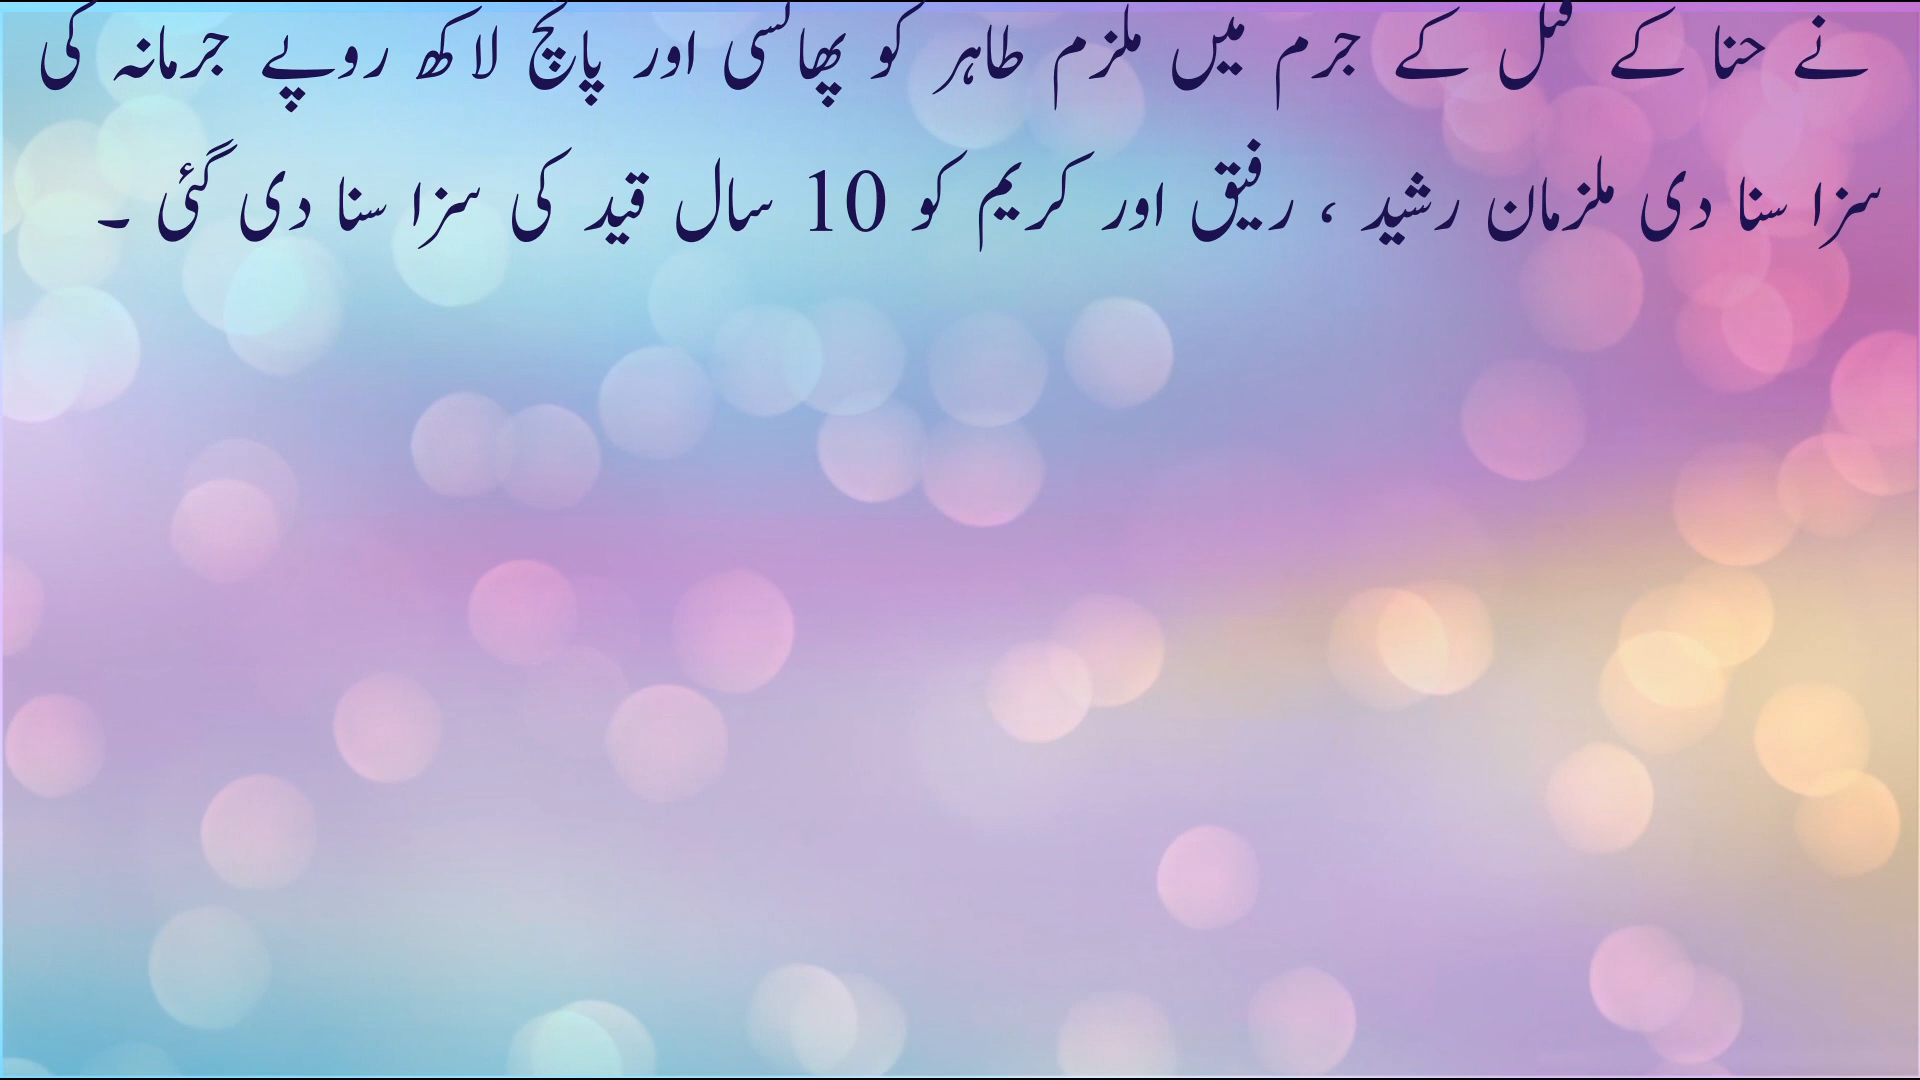 نے حنا کے قتل کے جرم میں ملزم طاہر کو پھانسی اور پانچ لاکھ روپے جرمانہ کی
سزا سنا دی ملزمان رشید ، رفیق اور کریم کو 10 سال قید کی سزا سنا دی گئی ۔